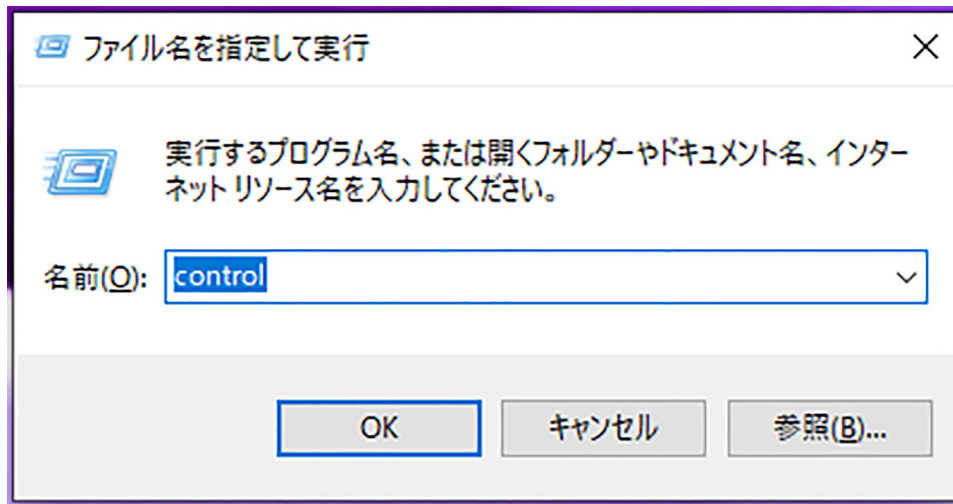 ファイル名を指定して実行
実行するプログラム名、または開くフォルダーやドキュメント名、インター
ネット リソース名を入力してください。
名前(O): control
OK キャンセル 参照(B)...